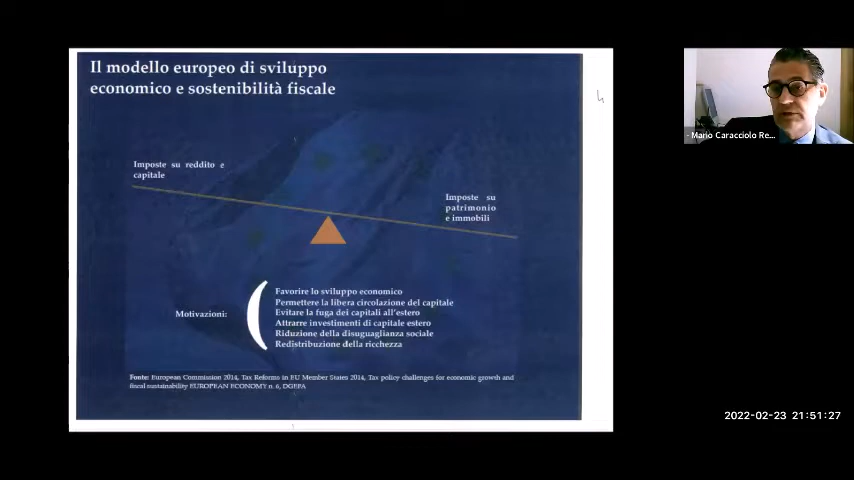 Il modello europeo di sviluppo
economico e sostenibilità fiscale
Imposte su reddito e
capitale
Imposte su
patrimonio
e immobili
Motivazioni:
Favorire lo sviluppo economico
Permettere la libera circolazione del capitale
Evitare la fuga dei capitali all'estero
Attrarre investimenti di capitale estero
Riduzione della disuguaglianza sociale
Redistribuzione della ricchezza
Fonte: European Commission 2014, Tax Reforms in EU Member States 2014, Tax policy challenges for economic growth and
fiscal sustainability EUROPEAN ECONOMY n. 6, DGEFA
4
- Mario Caracciolo Re...
2022-02-23 21:51:27